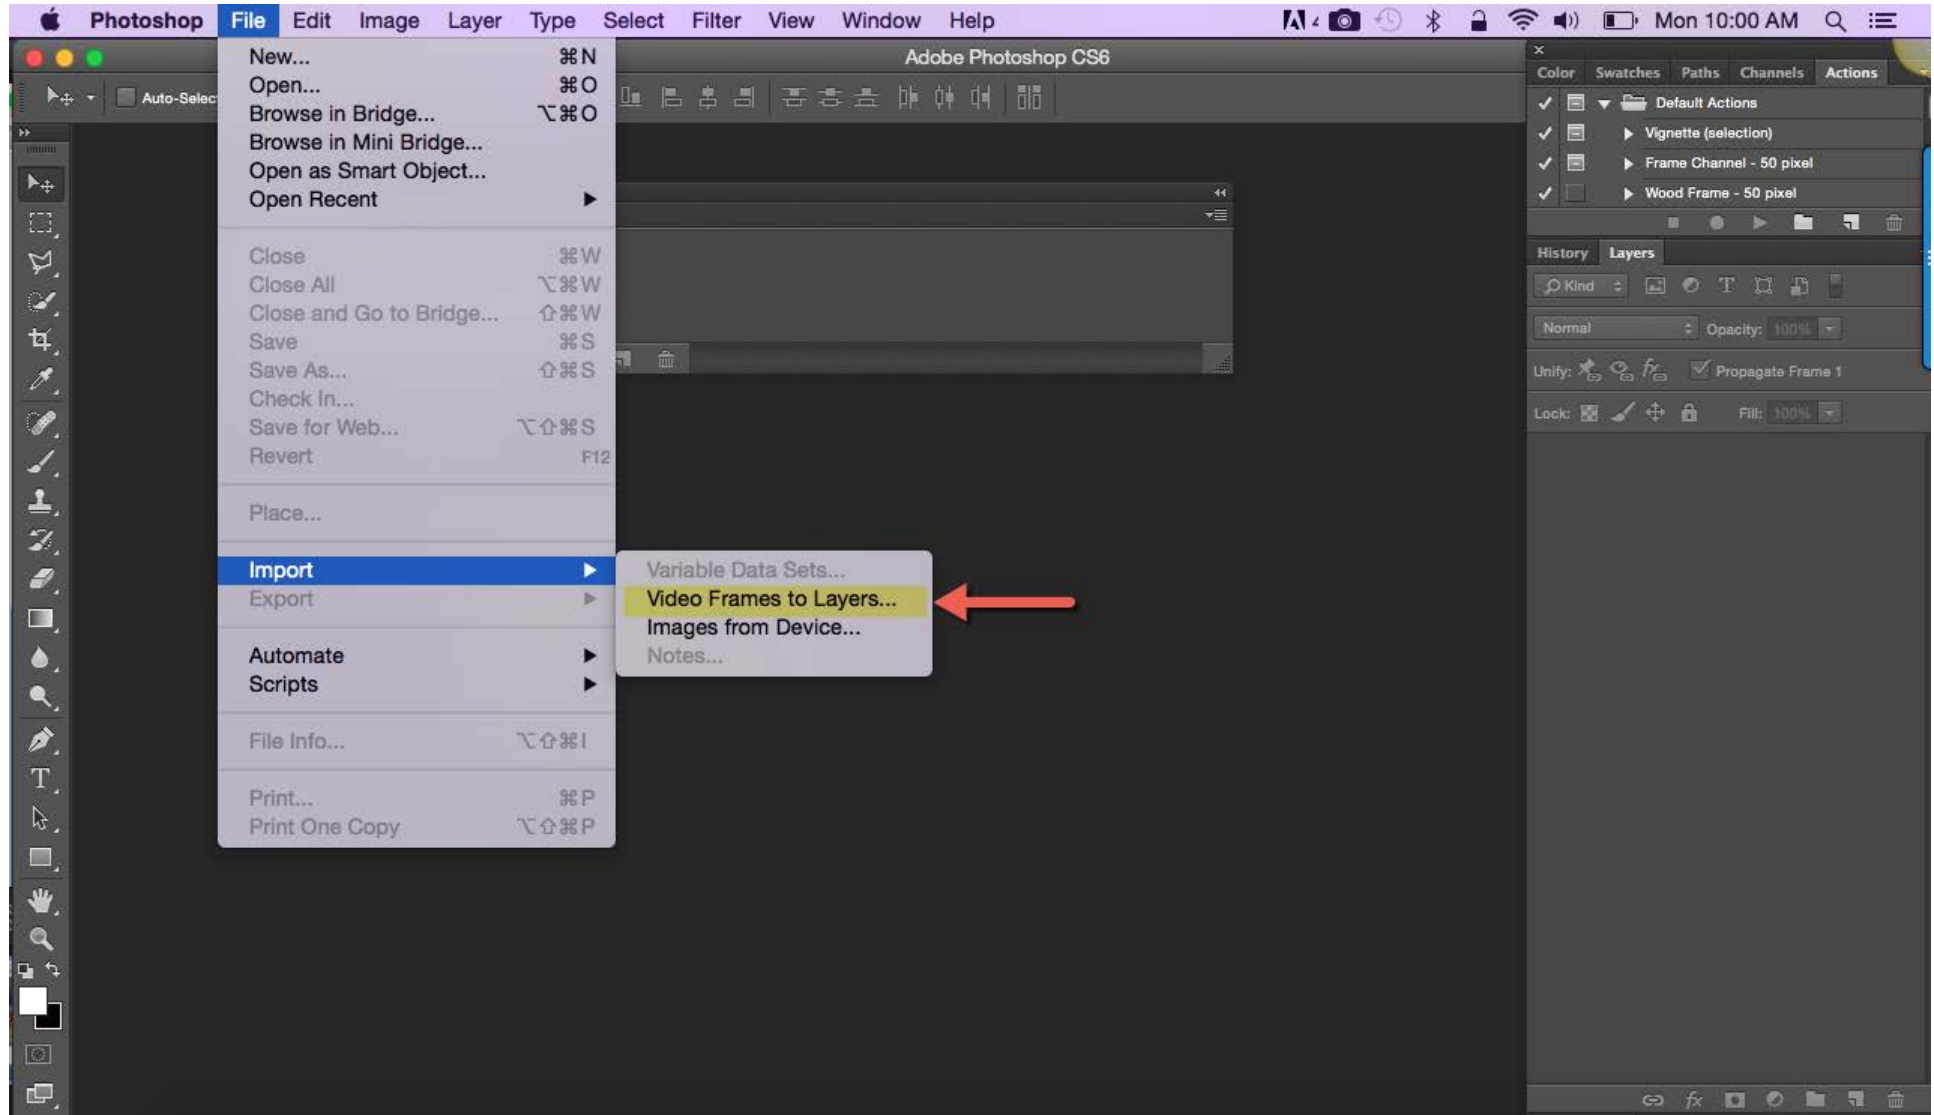 Photoshop File Edit Image Layer Type Select Filter View Window Help Mon 10:00 AM
Adobe Photoshop CS6
Auto-Selec
New... ⌘N
Open... ⌘O
Browse in Bridge... ⌥⌘O
Browse in Mini Bridge...
Open as Smart Object...
Open Recent
Close ⌘W
Close All ⌥⌘W
Close and Go to Bridge... ⇧⌘W
Save ⌘S
Save As... ⇧⌘S
Check In...
Save for Web... ⌥⇧⌘S
Revert F12
Place...
Import
Export
Automate
Scripts
File Info... ⌥⇧⌘I
Print... ⌘P
Print One Copy ⌥⇧⌘P
Variable Data Sets...
Video Frames to Layers...
Images from Device...
Notes...
Color Swatches Paths Channels Actions
Default Actions
Vignette (selection)
Frame Channel - 50 pixel
Wood Frame - 50 pixel
History Layers
Kind
Normal Opacity: 100%
Unify: Propagate Frame 1
Lock: Fill: 100%